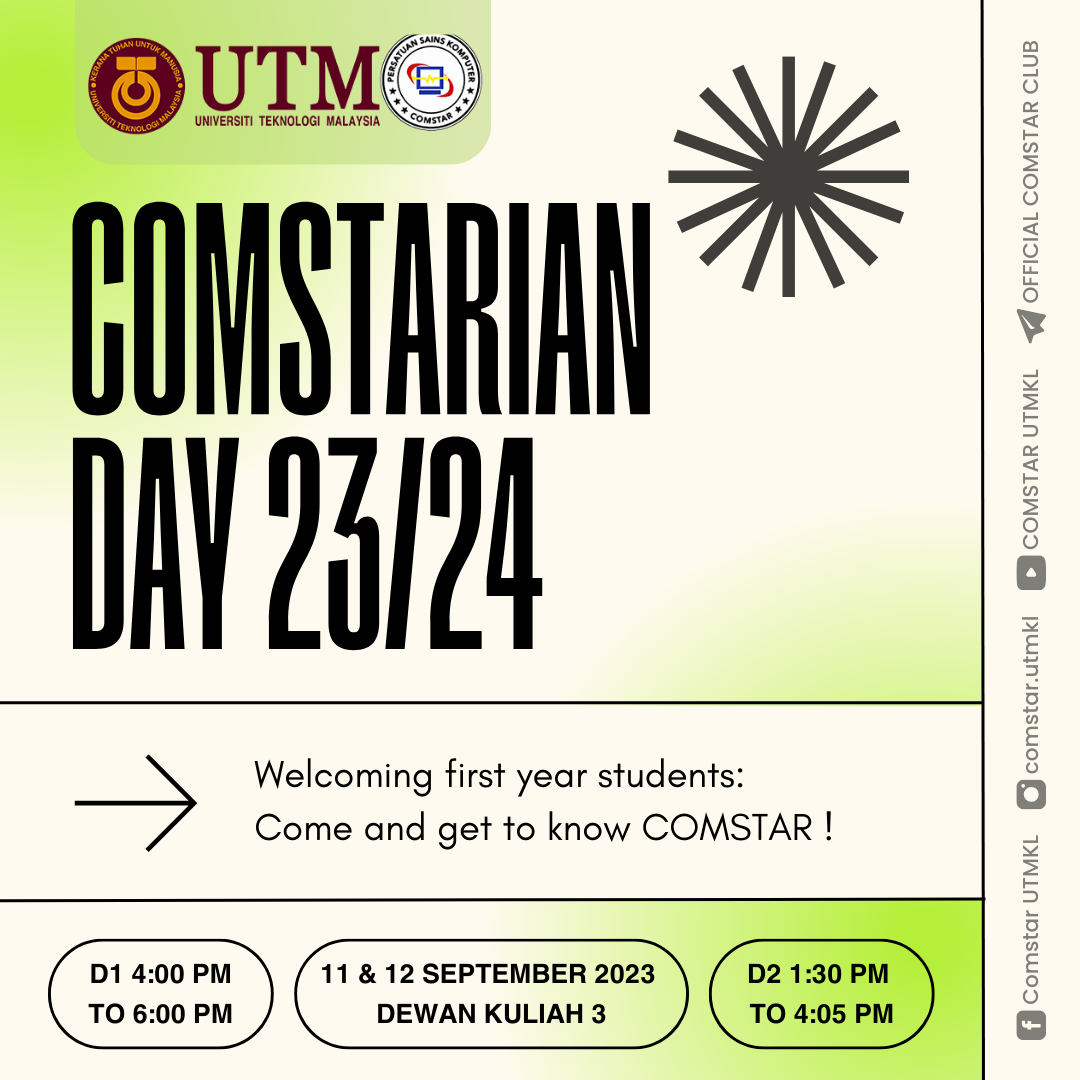 KERANA TUHAN UNTUK MANUSIA
UNIVERSITI TEKNOLOGI MALAYSIA
UTM
UNIVERSITI TEKNOLOGI MALAYSIA
PERSATUAN SAINS KOMPUTER
COMSTAR
COMSTARIAN
DAY 23/24
Welcoming first year students:
Come and get to know COMSTAR !
D1 4:00 PM
TO 6:00 PM
11 & 12 SEPTEMBER 2023
DEWAN KULIAH 3
D2 1:30 PM
TO 4:05 PM
Comstar UTMKL
comstar.utmkl
COMSTAR UTMKL
OFFICIAL COMSTAR CLUB